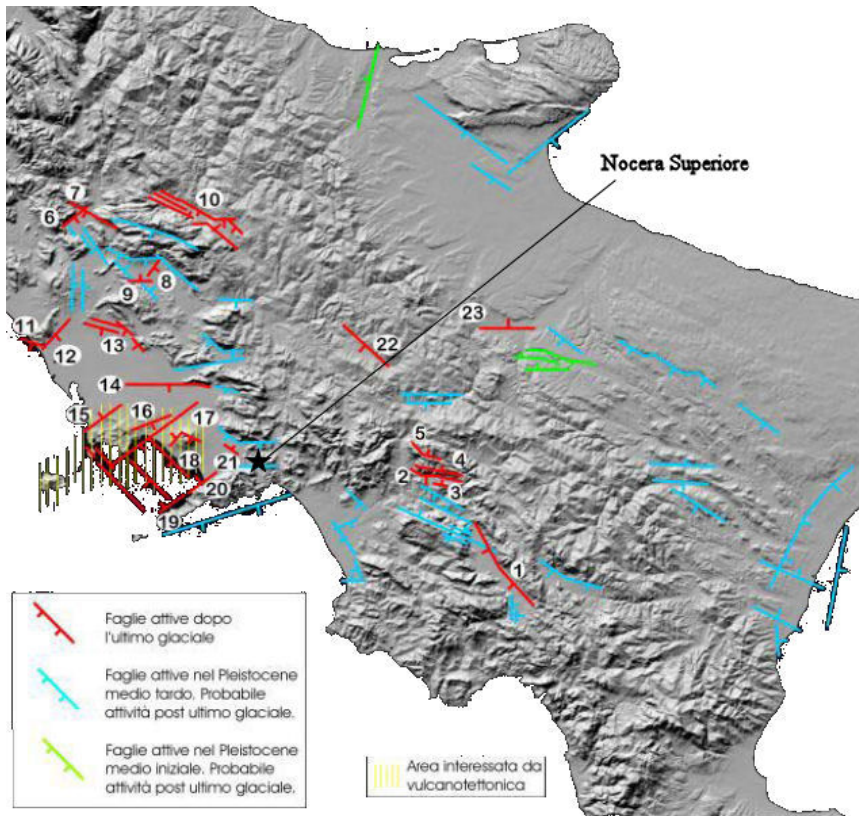 Nocera Superiore
7
10
6
8
9
11
12
13
23
22
14
15
16
17
5
4
18
21
2
3
20
19
1
Faglie attive dopo
l'ultimo glaciale
Faglie attive nel Pleistocene
medio tardo. Probabile
attività post ultimo glaciale.
Faglie attive nel Pleistocene
medio iniziale. Probabile
attività post ultimo glaciale.
Area interessata da
vulcanotettonica